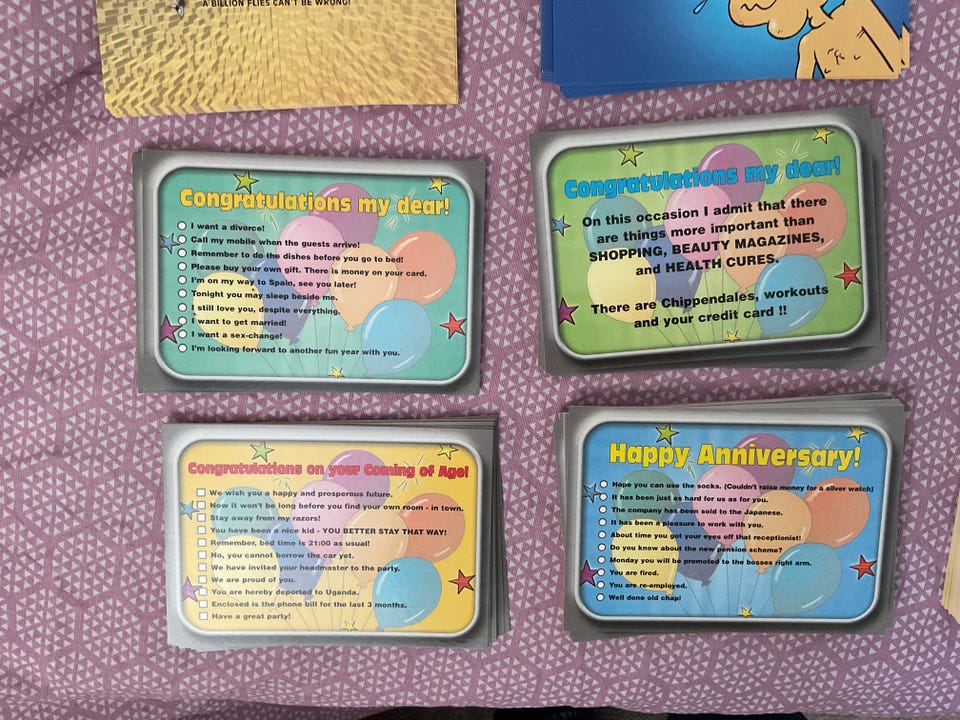 A BILLION FLIES CAN'T BE WRONG!
Congratulations my dear!
I want a divorce!
Call my mobile when the guests arrive!
Remember to do the dishes before you go to bed!
Please buy your own gift. There is money on your card.
I'm on my way to Spain, see you later!
Tonight you may sleep beside me.
I still love you, despite everything.
I want to get married!
I want a sex-change!
I'm looking forward to another fun year with you.
Congratulations my dear!
On this occasion I admit that there
are things more important than
SHOPPING, BEAUTY MAGAZINES,
and HEALTH CURES.
There are Chippendales, workouts
and your credit card !!
Congratulations on your Coming of Age!
We wish you a happy and prosperous future.
Now it won't be long before you find your own room - in town.
Stay away from my razors!
You have been a nice kid - YOU BETTER STAY THAT WAY!
Remember, bed time is 21:00 as usual!
No, you cannot borrow the car yet.
We have invited your headmaster to the party.
We are proud of you.
You are hereby deported to Uganda.
Enclosed is the phone bill for the last 3 months.
Have a great party!
Happy Anniversary!
Hope you can use the socks. (Couldn't raise money for a silver watch)
It has been just as hard for us as for you.
The company has been sold to the Japanese.
It has been a pleasure to work with you.
About time you got your eyes off that receptionist!
Do you know about the new pension scheme?
Monday you will be promoted to the bosses right arm.
You are fired.
You are re-employed.
Well done old chap!